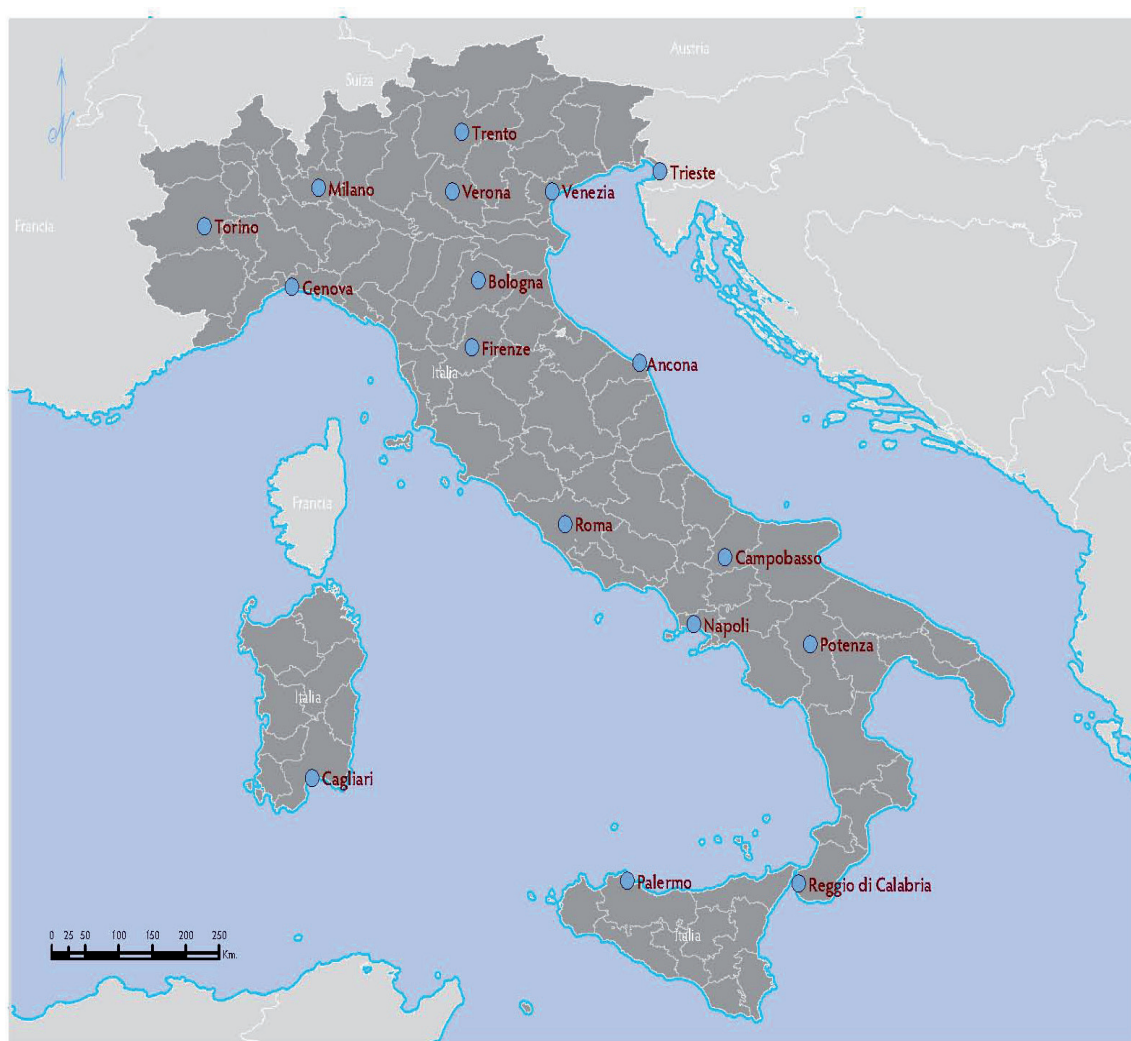 Austria
Suiza
Trento
Trieste
Milano
Verona
Venezia
Francia
Torino
Genova
Bologna
Firenze
Italia
Ancona
Francia
Roma
Campobasso
Napoli
Potenza
Italia
Cagliari
Palermo
Reggio di Calabria
Italia
0 25 50 100 150 200 250
Km.
N